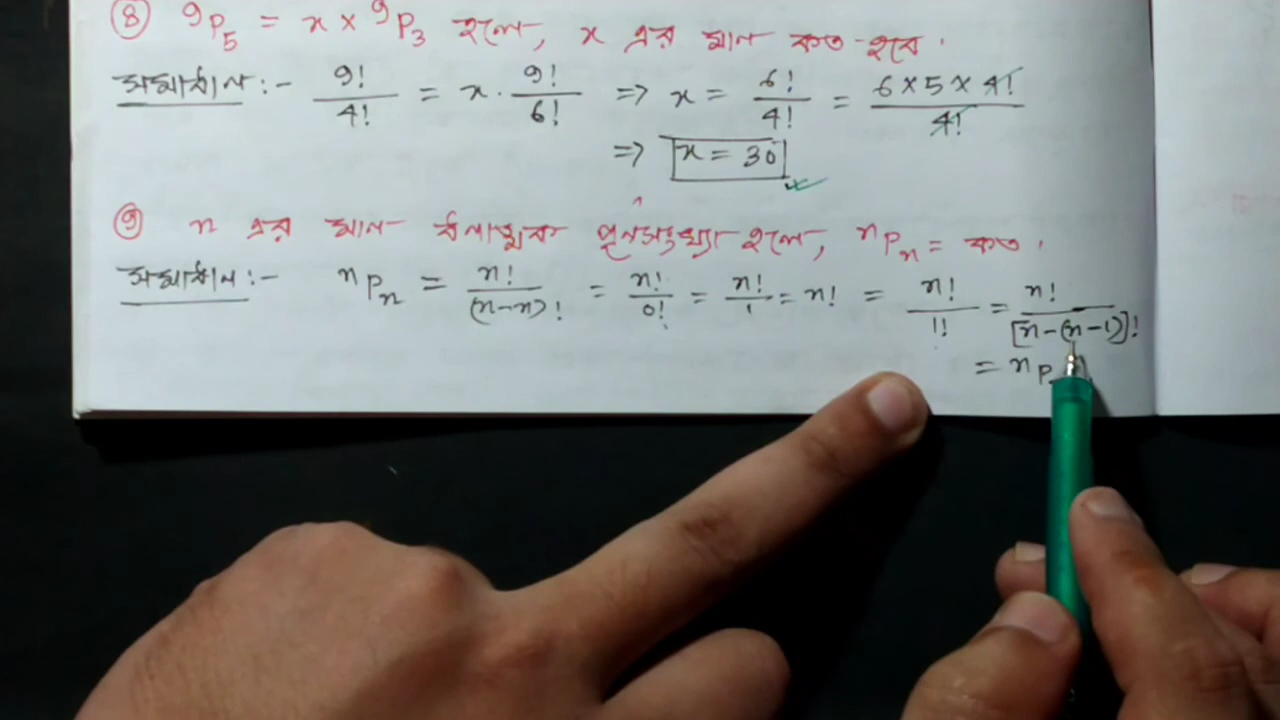 ⑧ ⁹P₅ = x × ⁹P₃ হলে, x এর মান কত হবে।
সমাধান :- 9!/4! = x · 9!/6! ⇒ x = 6!/4! = 6 × 5 × 4!/4!
⇒ x = 30
⑨ n এর মান ধনাত্মক পূর্নসংখ্যা হলে, ⁿPₙ = কত।
সমাধান :- ⁿPₙ = n!/(n-n)! = n!/0! = n!/1 = n! = n!/1! = n!/[n-(n-1)]!
= ⁿP